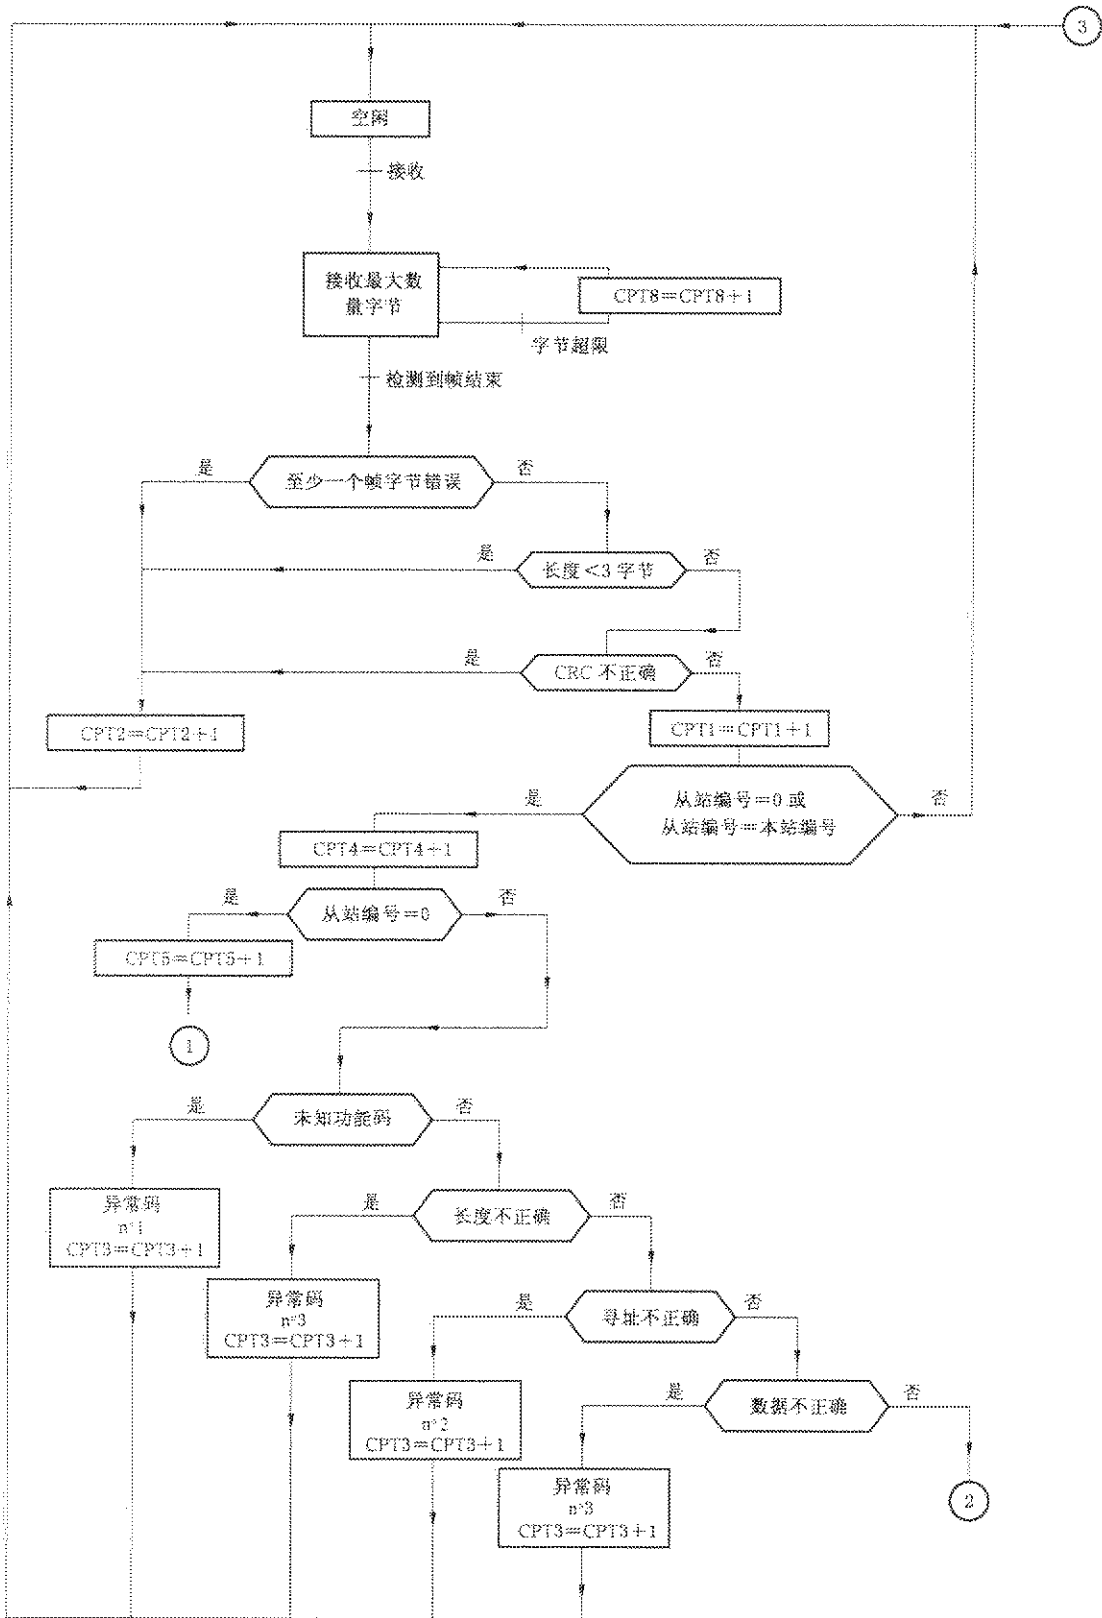 3
空闲
接收
接收最大数
量字节
CPT8=CPT8+1
字节超限
检测到帧结束
是
至少一个帧字节错误
否
是
长度<3字节
否
是
CRC 不正确
否
CPT2=CPT2+1
CPT1=CPT1+1
是
从站编号=0或
从站编号=本站编号
否
CPT4=CPT4+1
是
从站编号=0
否
CPT5=CPT5+1
1
是
未知功能码
否
异常码
n°1
CPT3=CPT3+1
是
长度不正确
否
异常码
n°3
CPT3=CPT3+1
是
寻址不正确
否
异常码
n°2
CPT3=CPT3+1
是
数据不正确
否
异常码
n°3
CPT3=CPT3+1
2